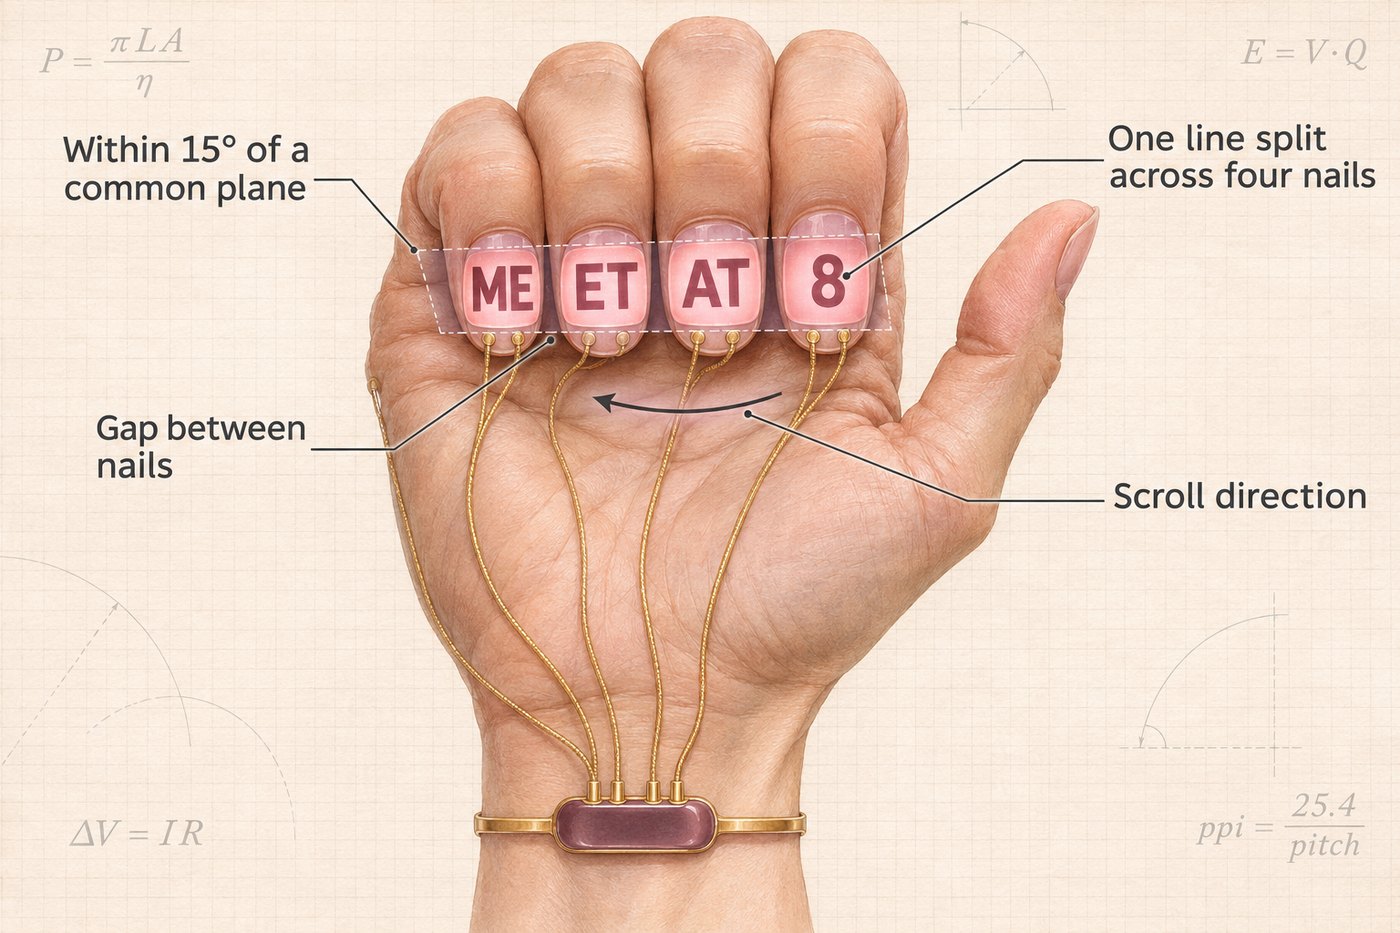 P = πLA / η
E = V·Q
Within 15° of a
common plane
One line split
across four nails
ME ET AT 8
Gap between
nails
Scroll direction
ΔV = IR
ppi = 25.4 / pitch